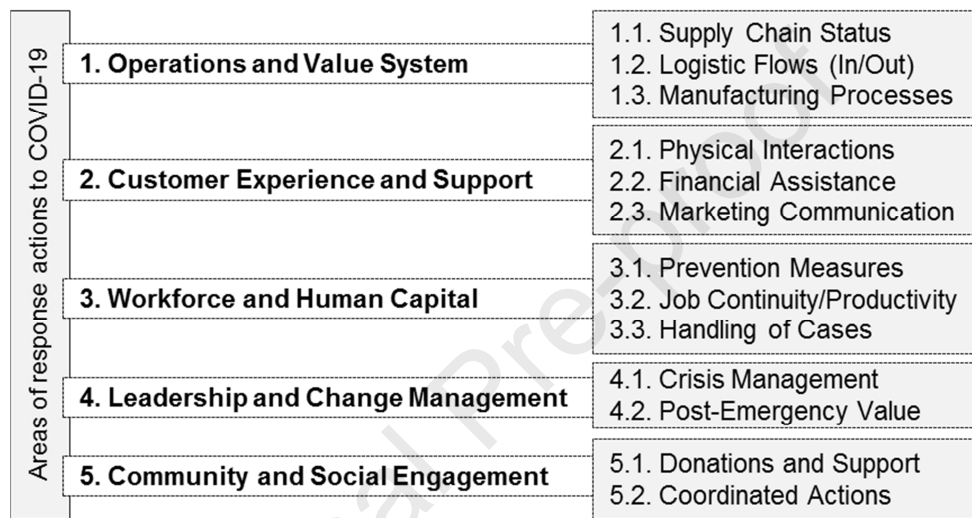 Areas of response actions to COVID-19
1. Operations and Value System
1.1. Supply Chain Status
1.2. Logistic Flows (In/Out)
1.3. Manufacturing Processes
2. Customer Experience and Support
2.1. Physical Interactions
2.2. Financial Assistance
2.3. Marketing Communication
3. Workforce and Human Capital
3.1. Prevention Measures
3.2. Job Continuity/Productivity
3.3. Handling of Cases
4. Leadership and Change Management
4.1. Crisis Management
4.2. Post-Emergency Value
5. Community and Social Engagement
5.1. Donations and Support
5.2. Coordinated Actions
Pre-proof